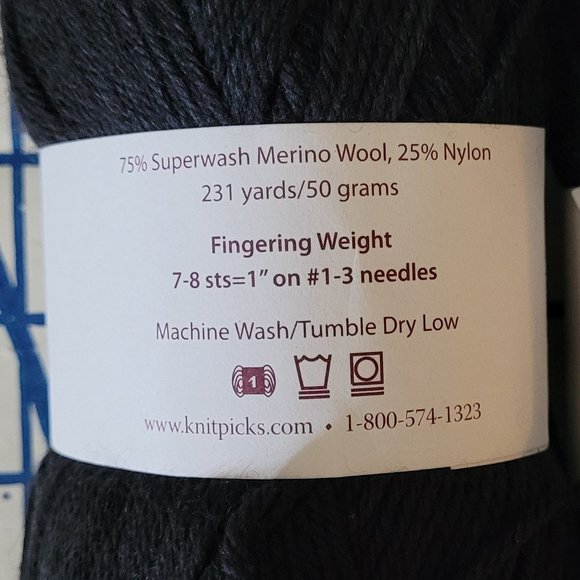 75% Superwash Merino Wool, 25% Nylon
231 yards/50 grams
Fingering Weight
7-8 sts=1” on #1-3 needles
Machine Wash/Tumble Dry Low
1
www.knitpicks.com • 1-800-574-1323